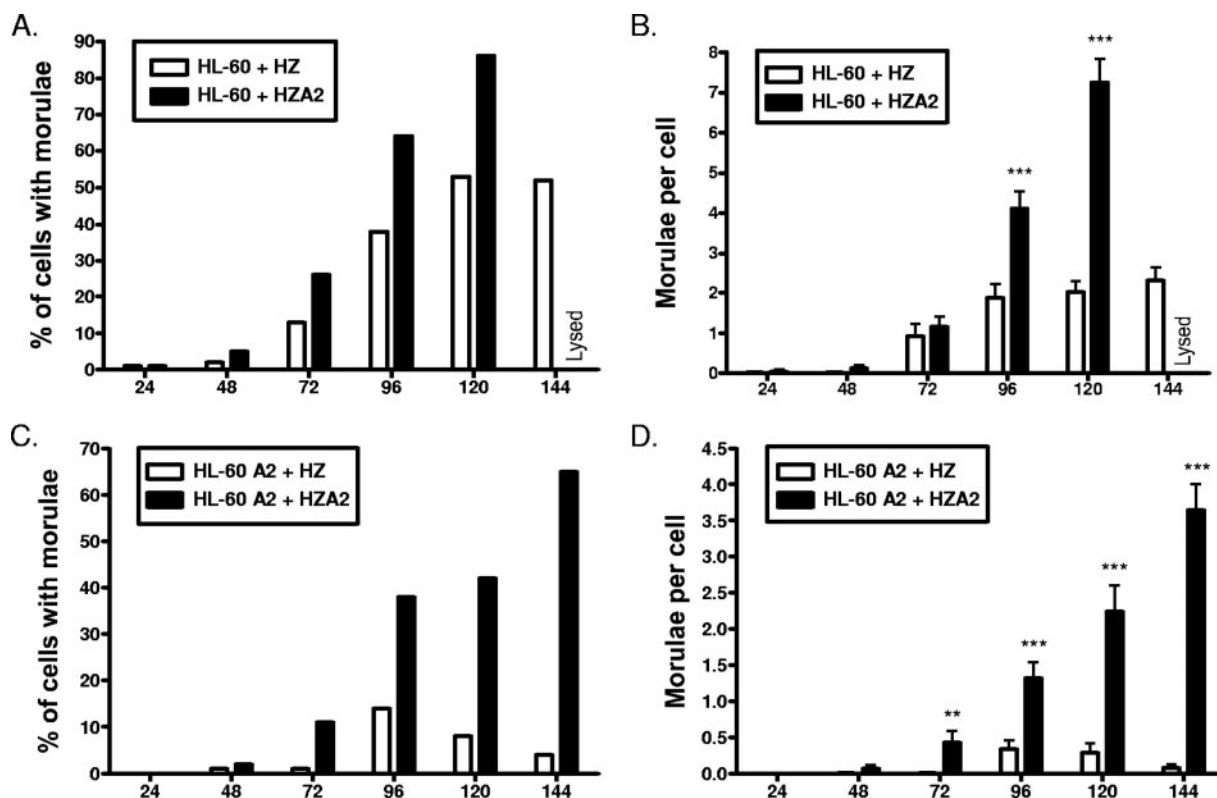 A.
% of cells with morulae
90
80
70
60
50
40
30
20
10
0
HL-60 + HZ
HL-60 + HZA2
Lysed
24 48 72 96 120 144
B.
Morulae per cell
8
7
6
5
4
3
2
1
0
HL-60 + HZ
HL-60 + HZA2
***
***
Lysed
24 48 72 96 120 144
C.
% of cells with morulae
70
60
50
40
30
20
10
0
HL-60 A2 + HZ
HL-60 A2 + HZA2
24 48 72 96 120 144
D.
Morulae per cell
4.5
4.0
3.5
3.0
2.5
2.0
1.5
1.0
0.5
0.0
HL-60 A2 + HZ
HL-60 A2 + HZA2
**
***
***
***
24 48 72 96 120 144